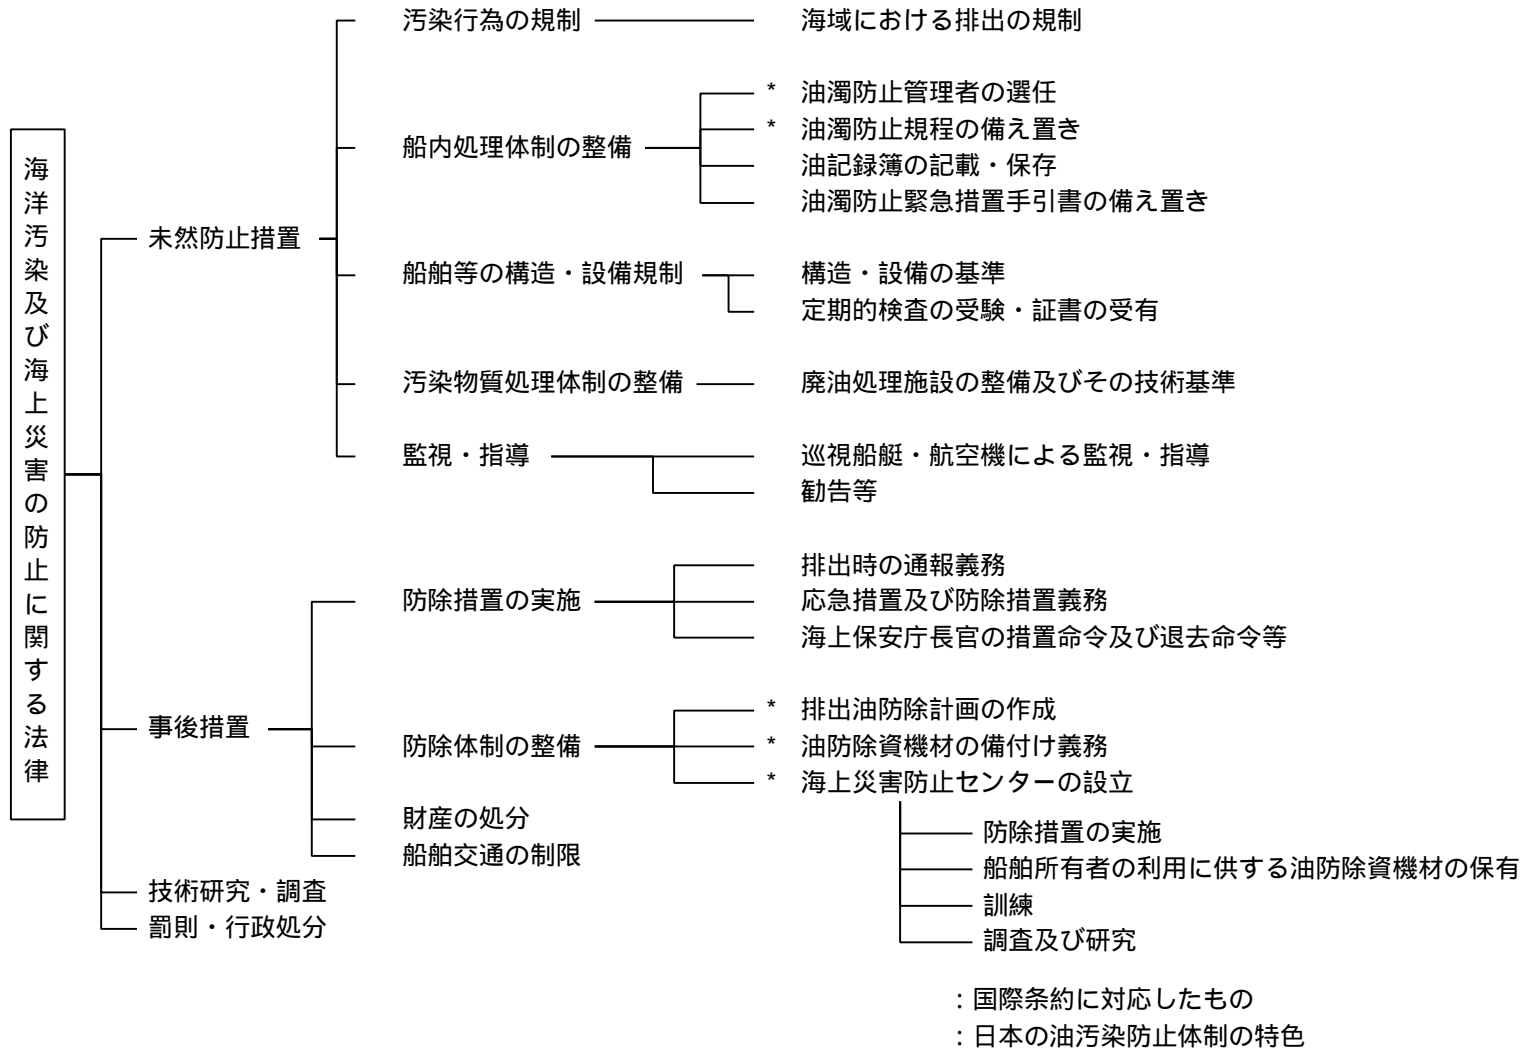 海洋汚染及び海上災害の防止に関する法律
未然防止措置
汚染行為の規制
海域における排出の規制
船内処理体制の整備
* 油濁防止管理者の選任
* 油濁防止規程の備え置き
油記録簿の記載・保存
油濁防止緊急措置手引書の備え置き
船舶等の構造・設備規制
構造・設備の基準
定期的検査の受験・証書の受有
汚染物質処理体制の整備
廃油処理施設の整備及びその技術基準
監視・指導
巡視船艇・航空機による監視・指導
勧告等
事後措置
防除措置の実施
排出時の通報義務
応急措置及び防除措置義務
海上保安庁長官の措置命令及び退去命令等
防除体制の整備
* 排出油防除計画の作成
* 油防除資機材の備付け義務
* 海上災害防止センターの設立
防除措置の実施
船舶所有者の利用に供する油防除資機材の保有
訓練
調査及び研究
財産の処分
船舶交通の制限
技術研究・調査
罰則・行政処分
：国際条約に対応したもの
：日本の油汚染防止体制の特色